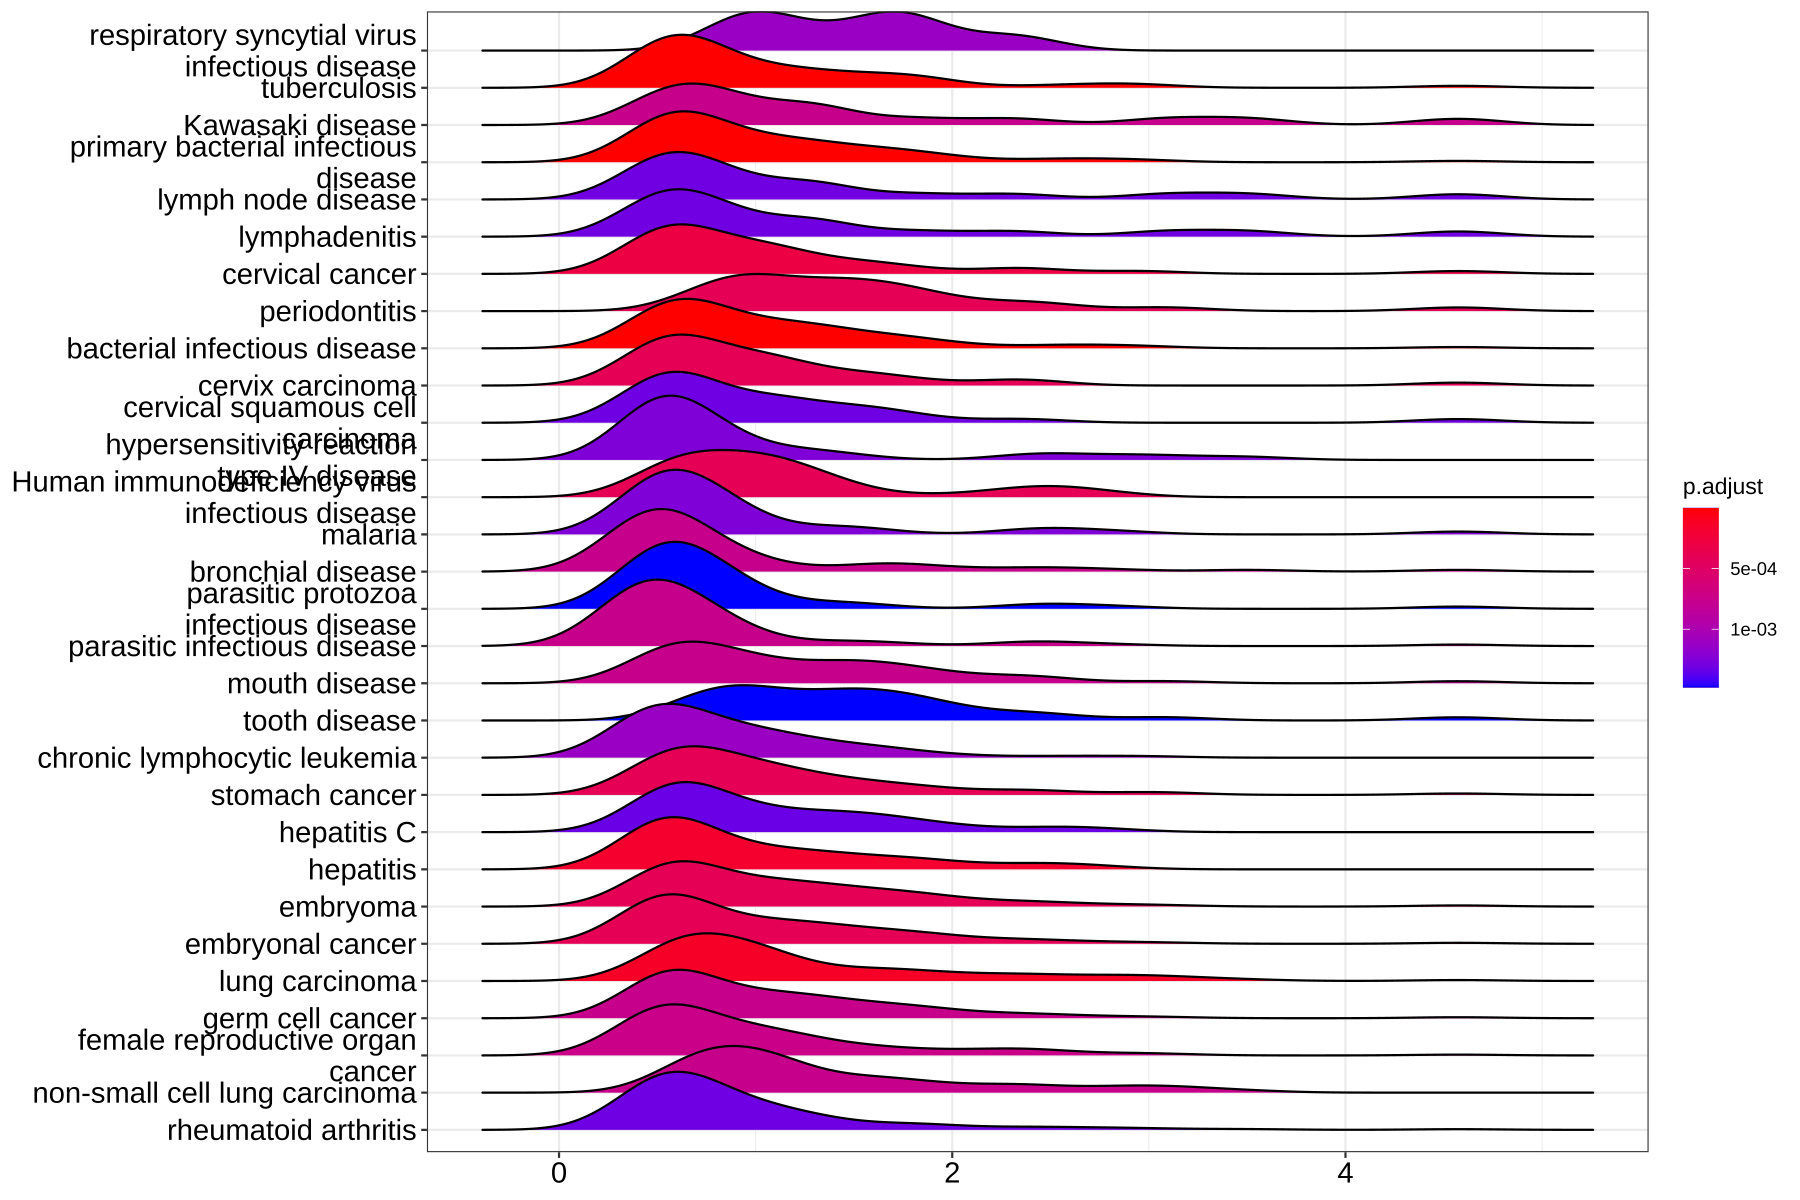 respiratory syncytial virus
infectious disease
tuberculosis
Kawasaki disease
primary bacterial infectious
disease
lymph node disease
lymphadenitis
cervical cancer
periodontitis
bacterial infectious disease
cervix carcinoma
cervical squamous cell
carcinoma
hypersensitivity reaction
type IV disease
Human immunodeficiency virus
infectious disease
malaria
bronchial disease
parasitic protozoa
infectious disease
parasitic infectious disease
mouth disease
tooth disease
chronic lymphocytic leukemia
stomach cancer
hepatitis C
hepatitis
embryoma
embryonal cancer
lung carcinoma
germ cell cancer
female reproductive organ
cancer
non-small cell lung carcinoma
rheumatoid arthritis
0
2
4
p.adjust
5e-04
1e-03